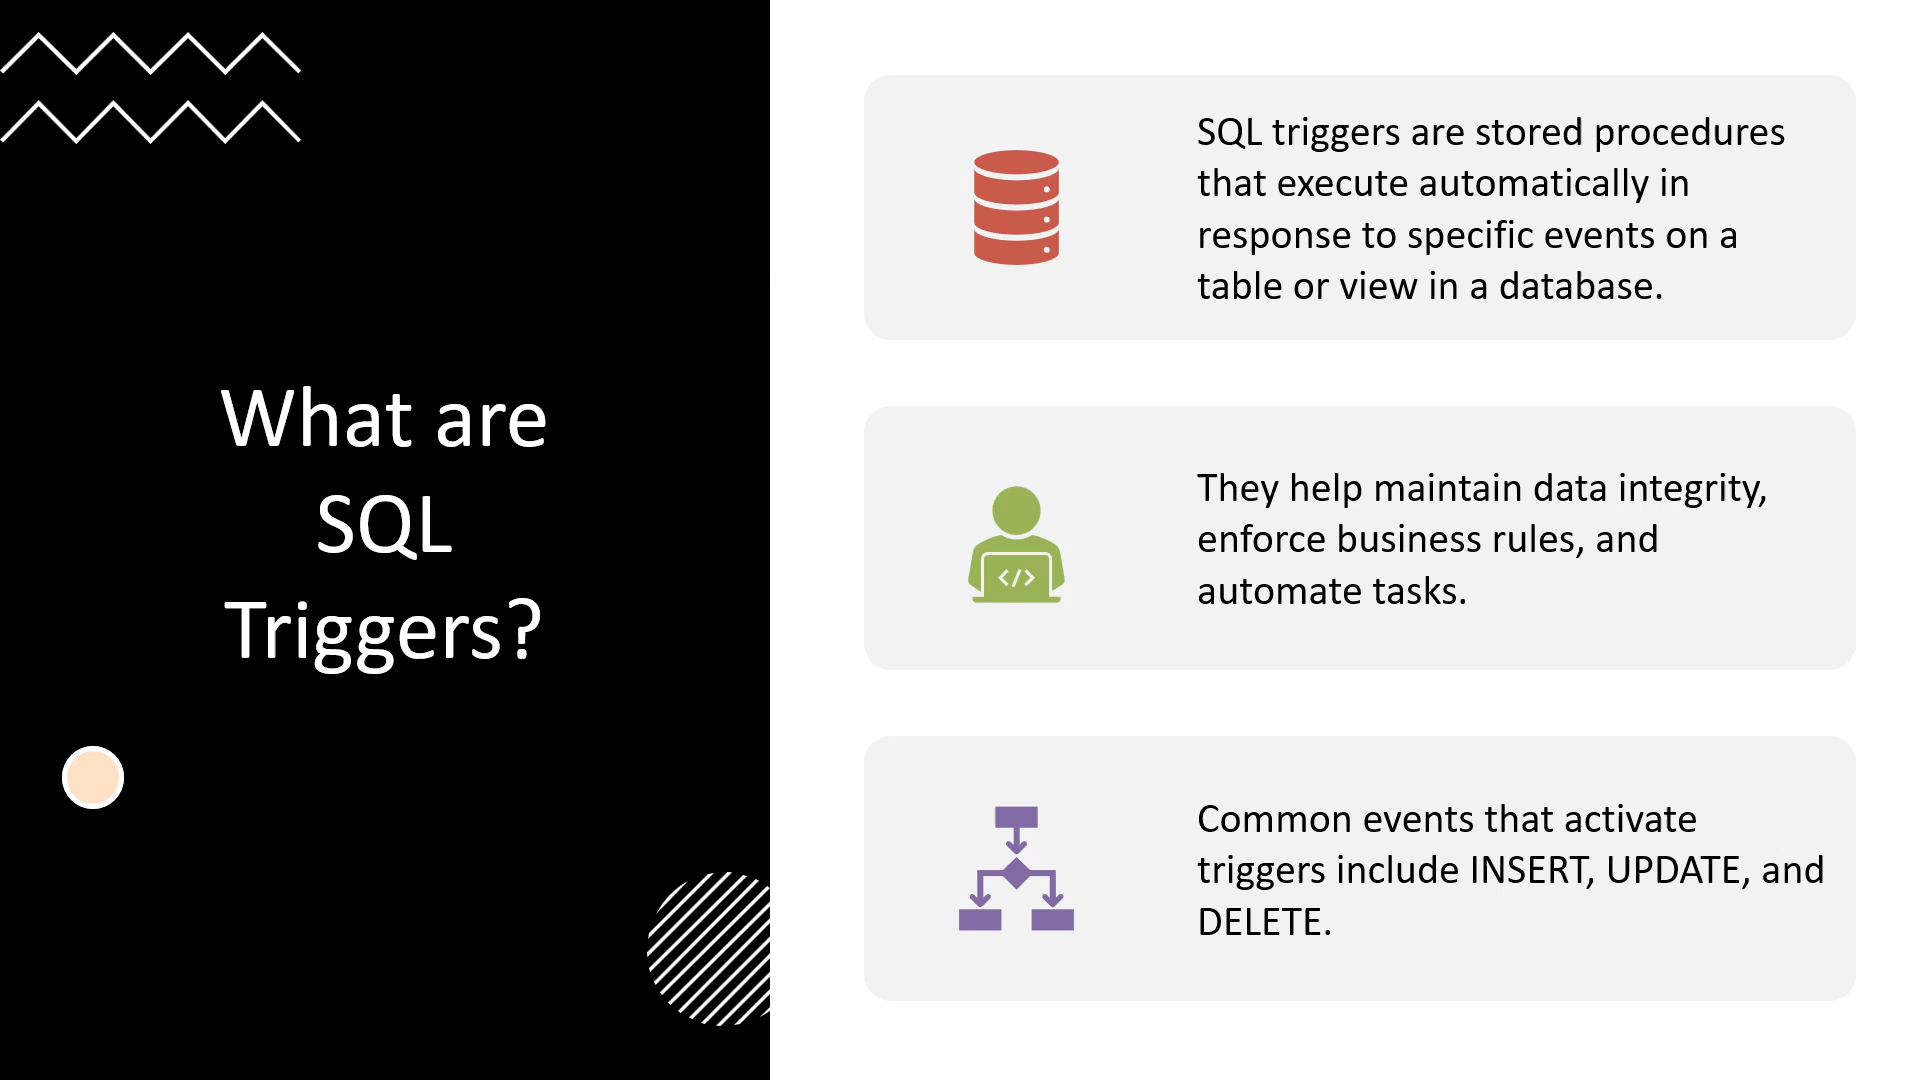 What are
SQL
Triggers?
SQL triggers are stored procedures
that execute automatically in
response to specific events on a
table or view in a database.
They help maintain data integrity,
enforce business rules, and
automate tasks.
Common events that activate
triggers include INSERT, UPDATE, and
DELETE.